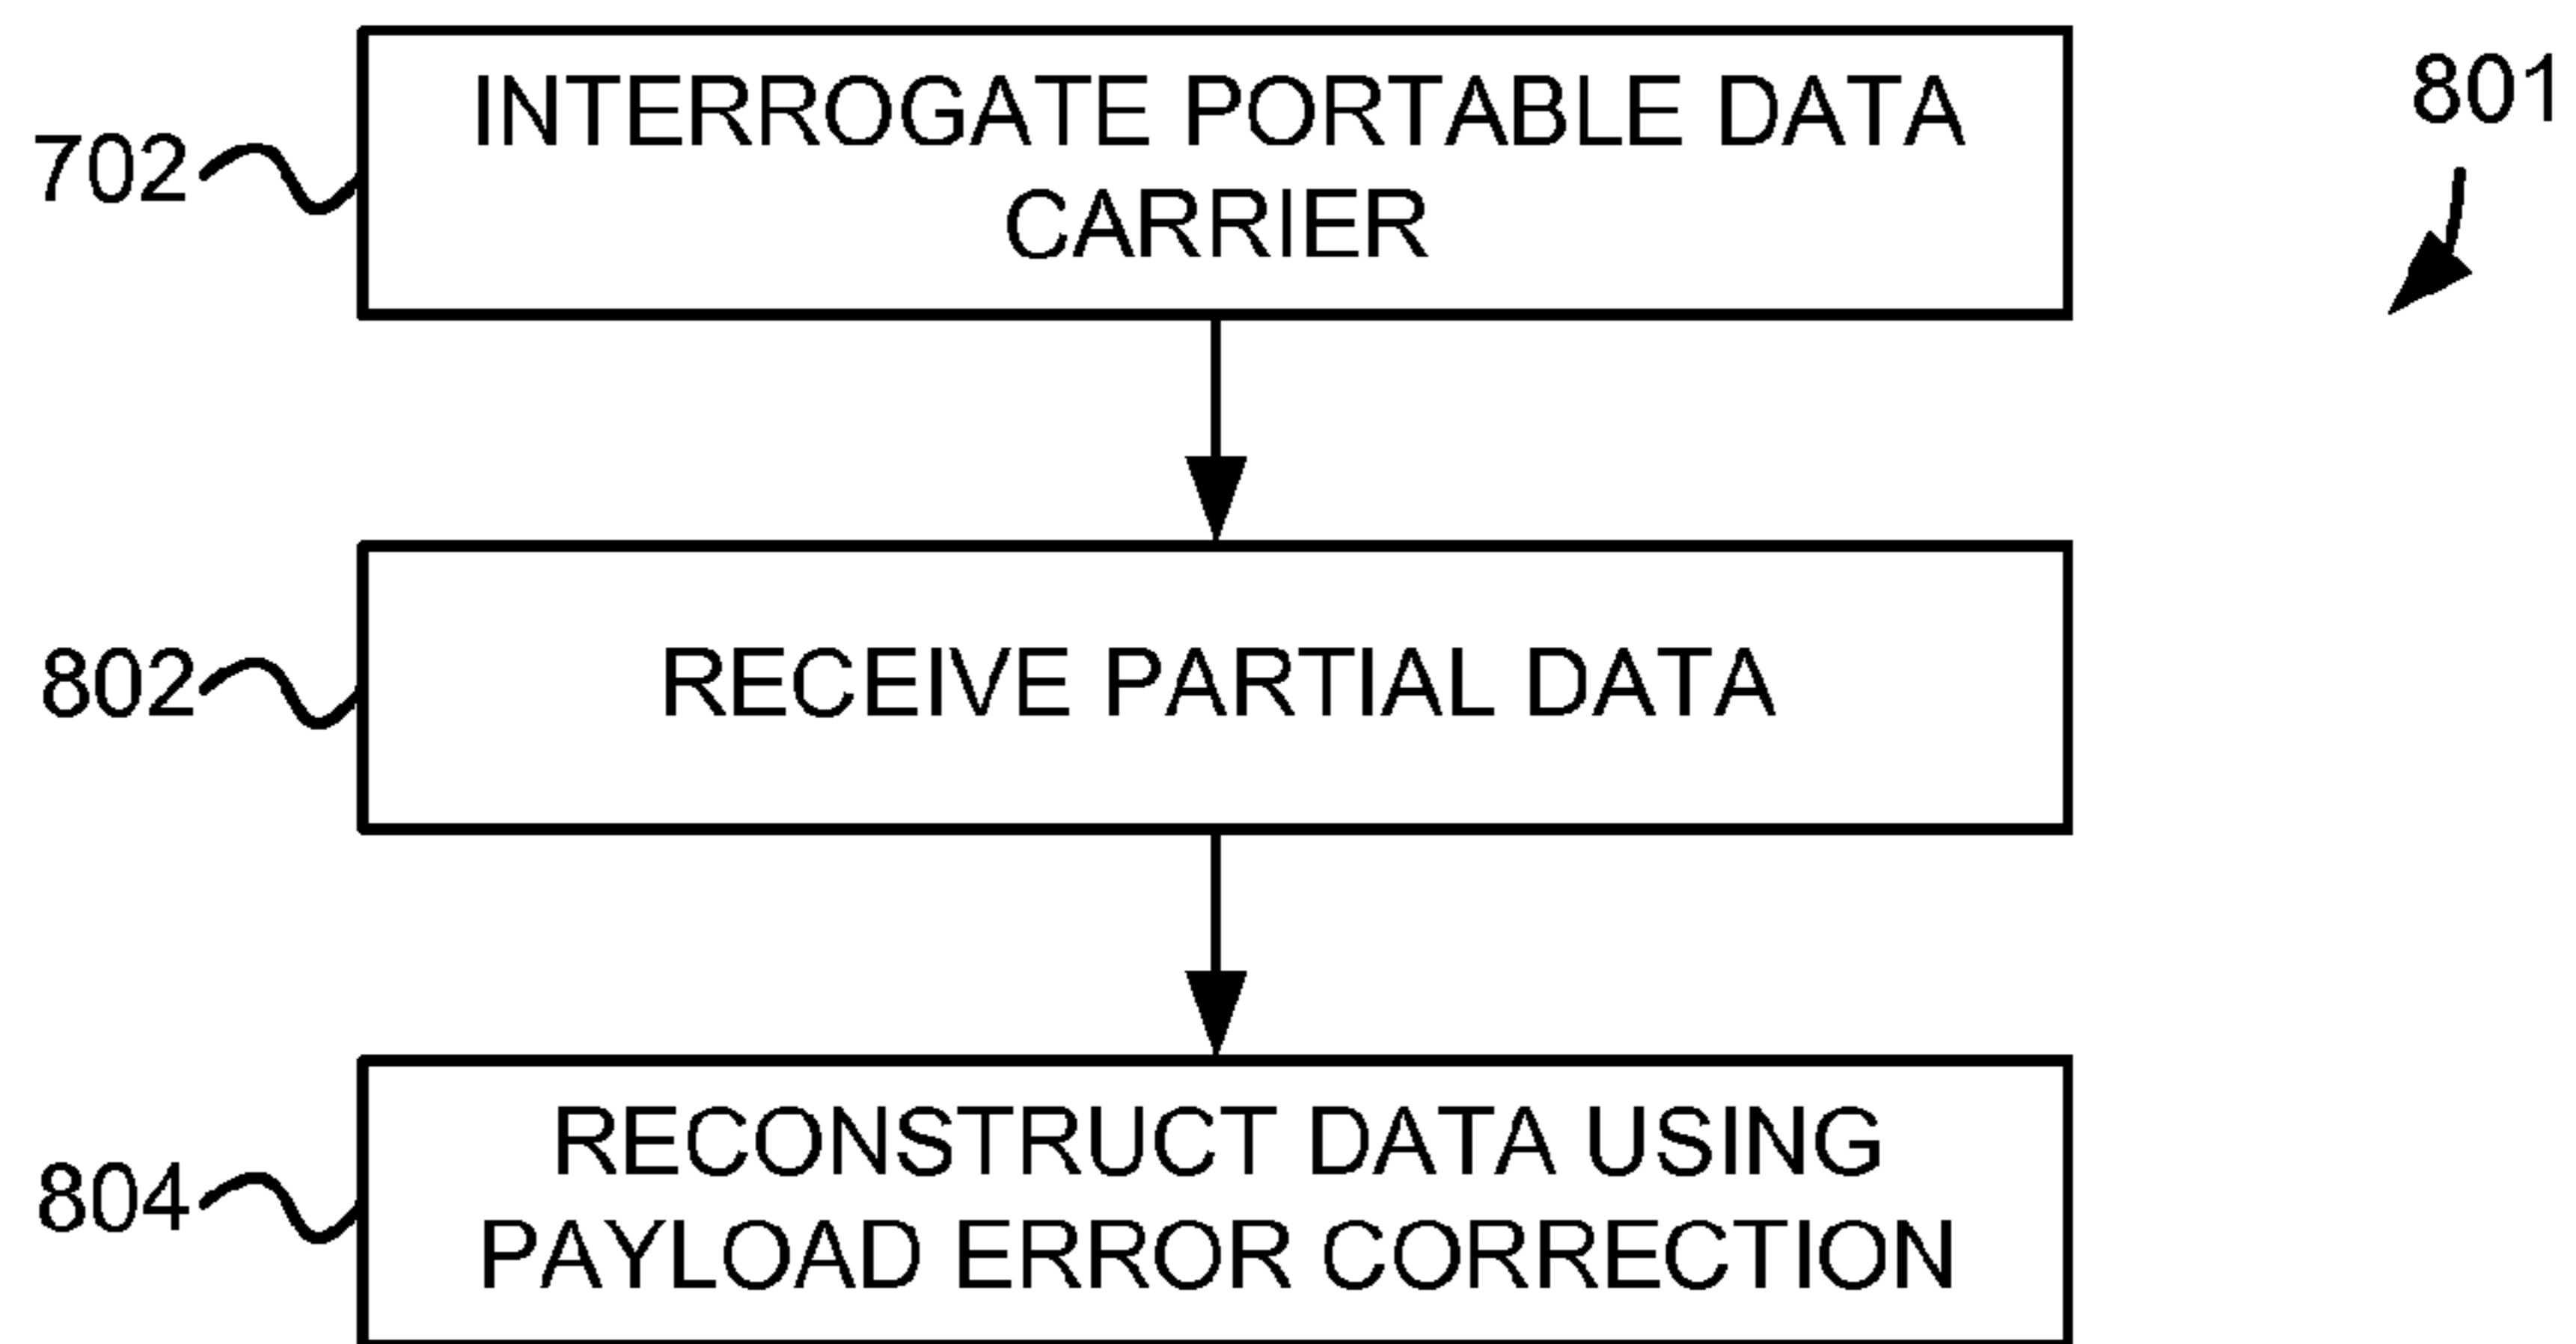 INTERROGATE PORTABLE DATA
CARRIER
801
702
RECEIVE PARTIAL DATA
802
RECONSTRUCT DATA USING
PAYLOAD ERROR CORRECTION
804